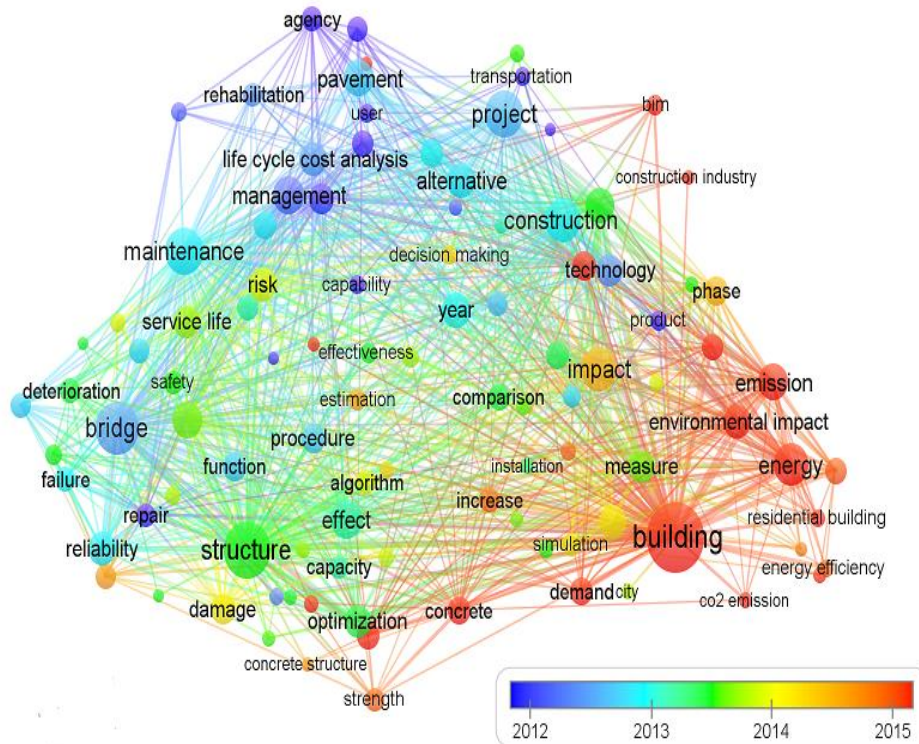 agency
pavement
transportation
rehabilitation
user
project
bim
life cycle cost analysis
construction industry
management
alternative
construction
maintenance
decision making
technology
risk
capability
phase
service life
year
product
effectiveness
safety
impact
deterioration
emission
estimation
comparison
bridge
environmental impact
procedure
function
installation
measure
energy
failure
algorithm
increase
repair
effect
residential building
reliability
structure
simulation
building
capacity
energy efficiency
damage
optimization
concrete
demand
city
co2 emission
concrete structure
strength
2012 2013 2014 2015